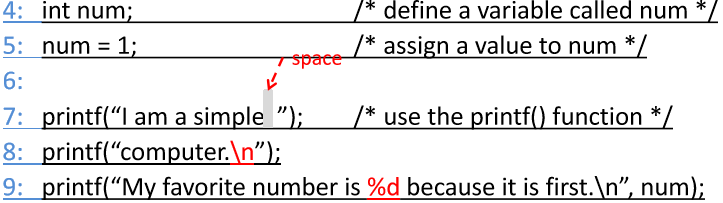 4: int num; /* define a variable called num */
5: num = 1; /* assign a value to num */
space
6:
7: printf(“I am a simple ”); /* use the printf() function */
8: printf(“computer.\n”);
9: printf(“My favorite number is %d because it is first.\n”, num);